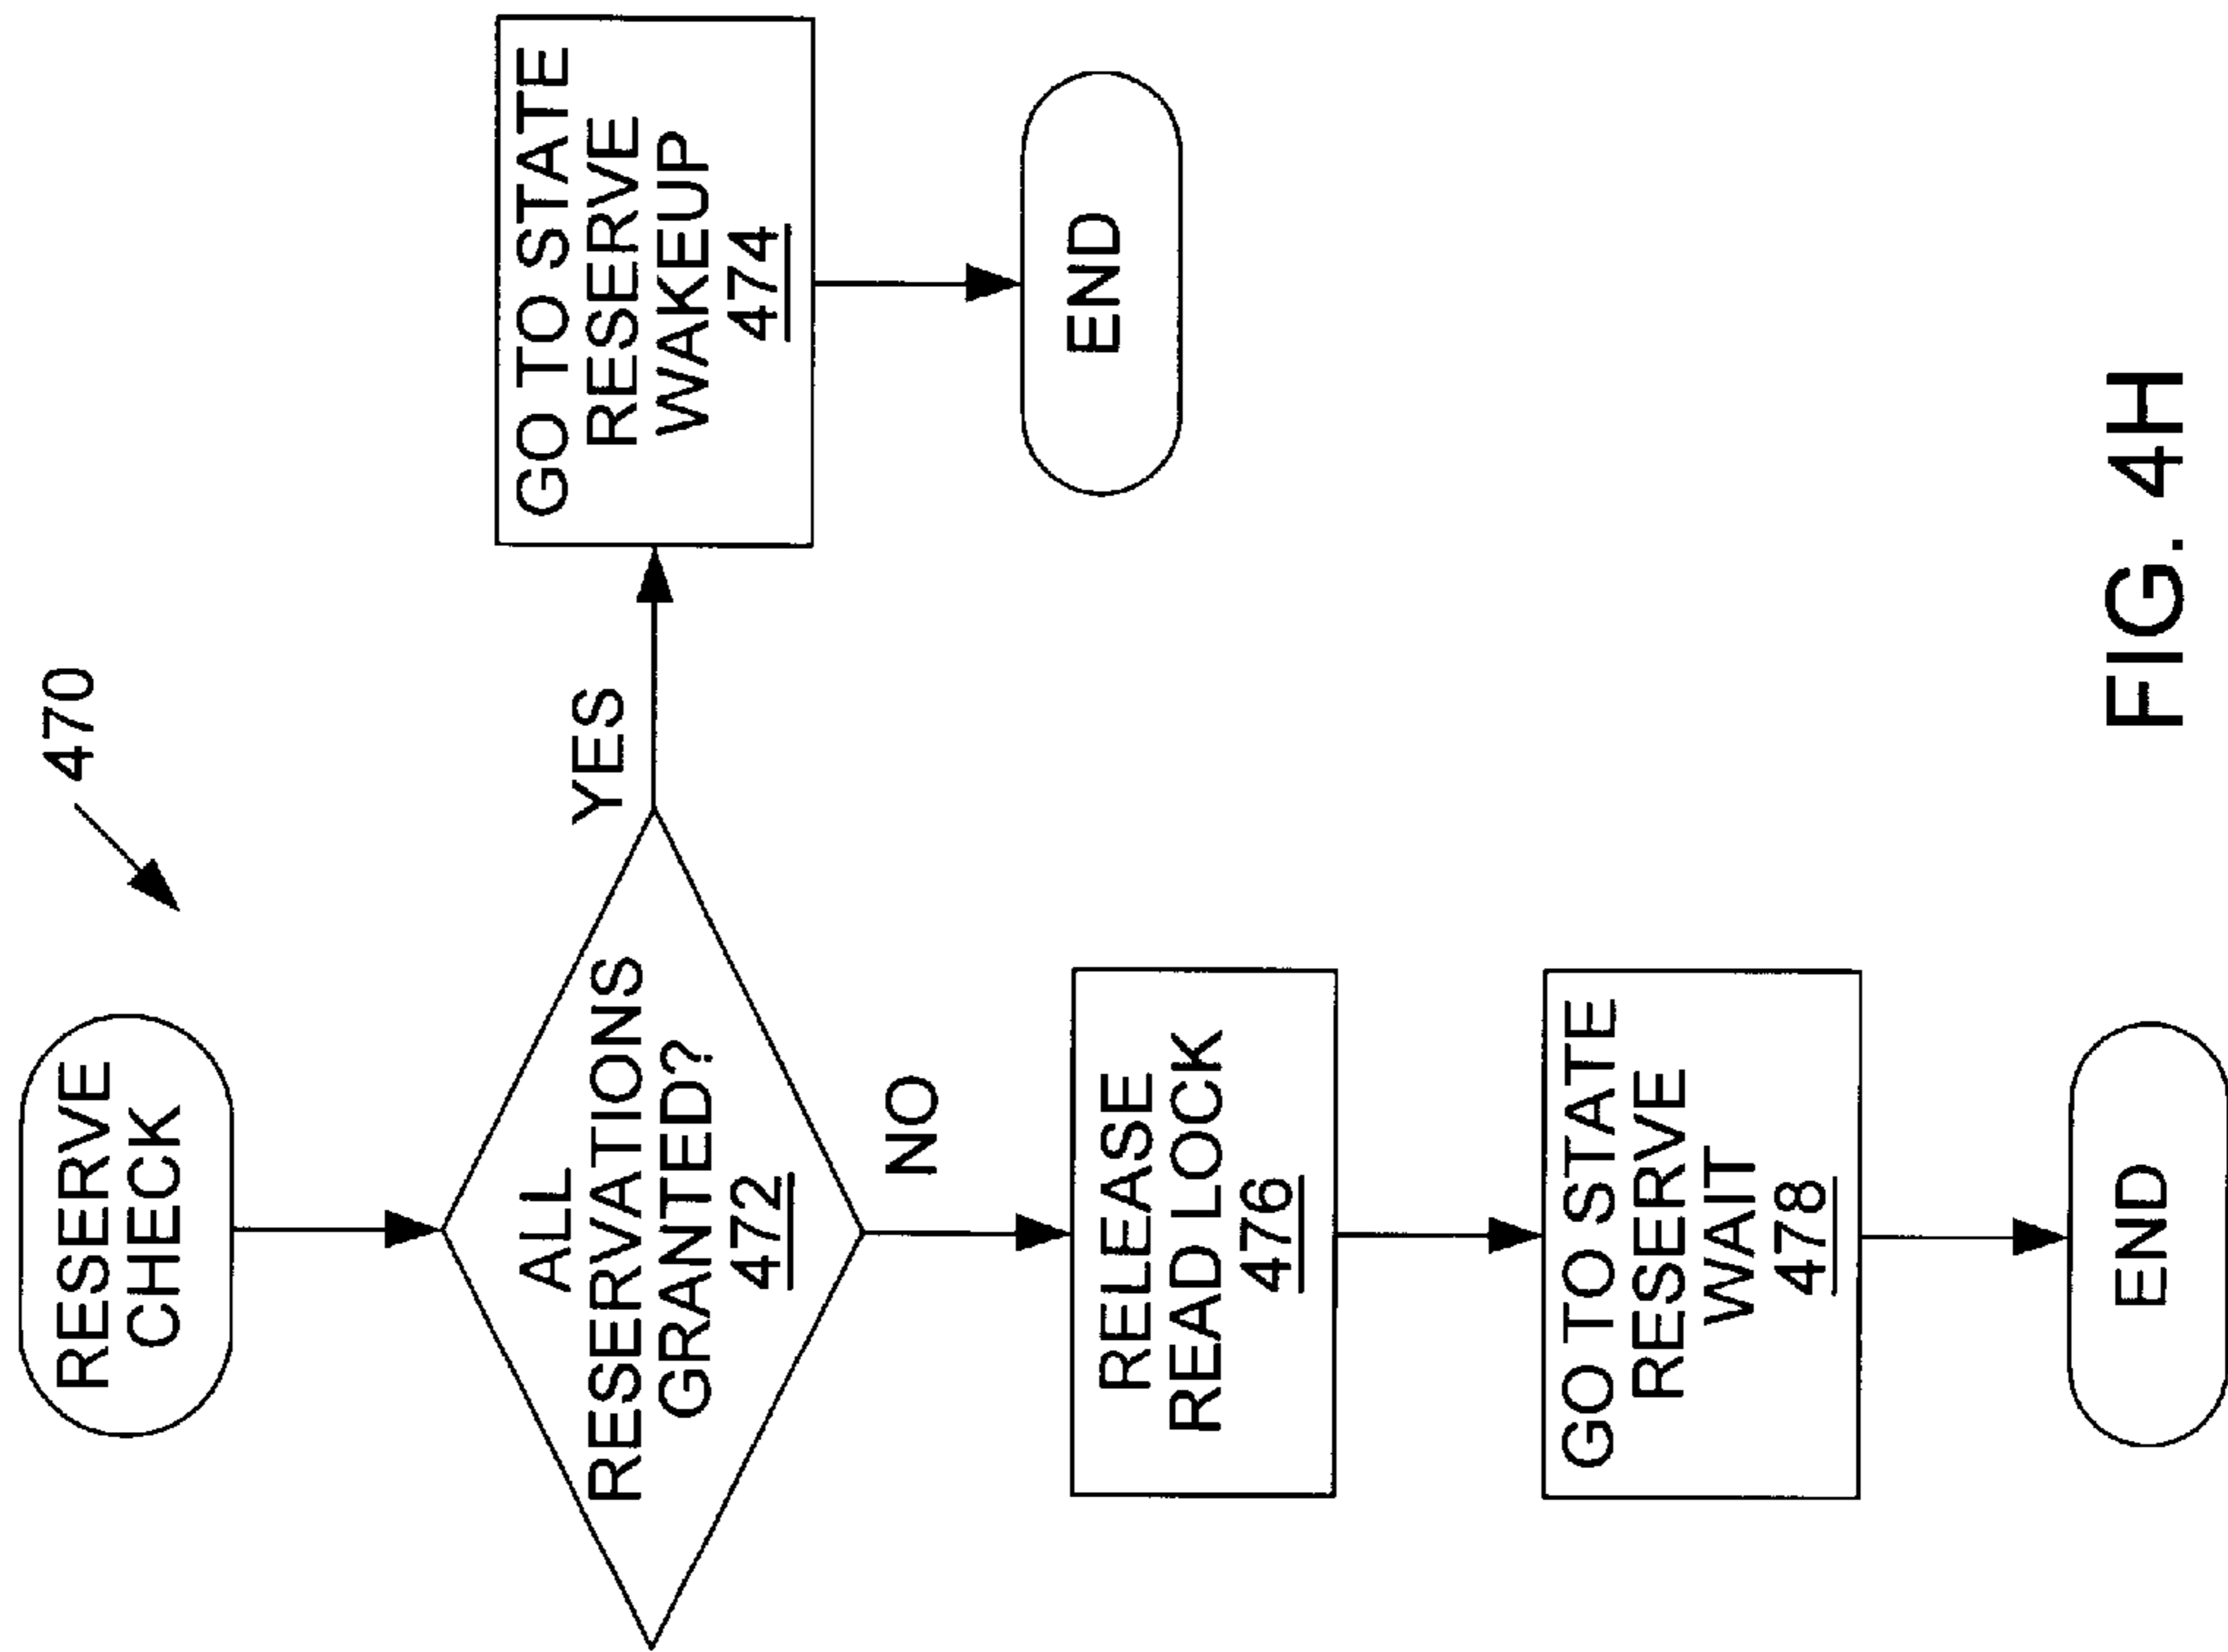 470
RESERVE
CHECK
ALL
RESERVATIONS
GRANTED?
472
YES
GO TO STATE
RESERVE
WAKEUP
474
END
NO
RELEASE
READ LOCK
476
GO TO STATE
RESERVE
WAIT
478
END
FIG. 4H